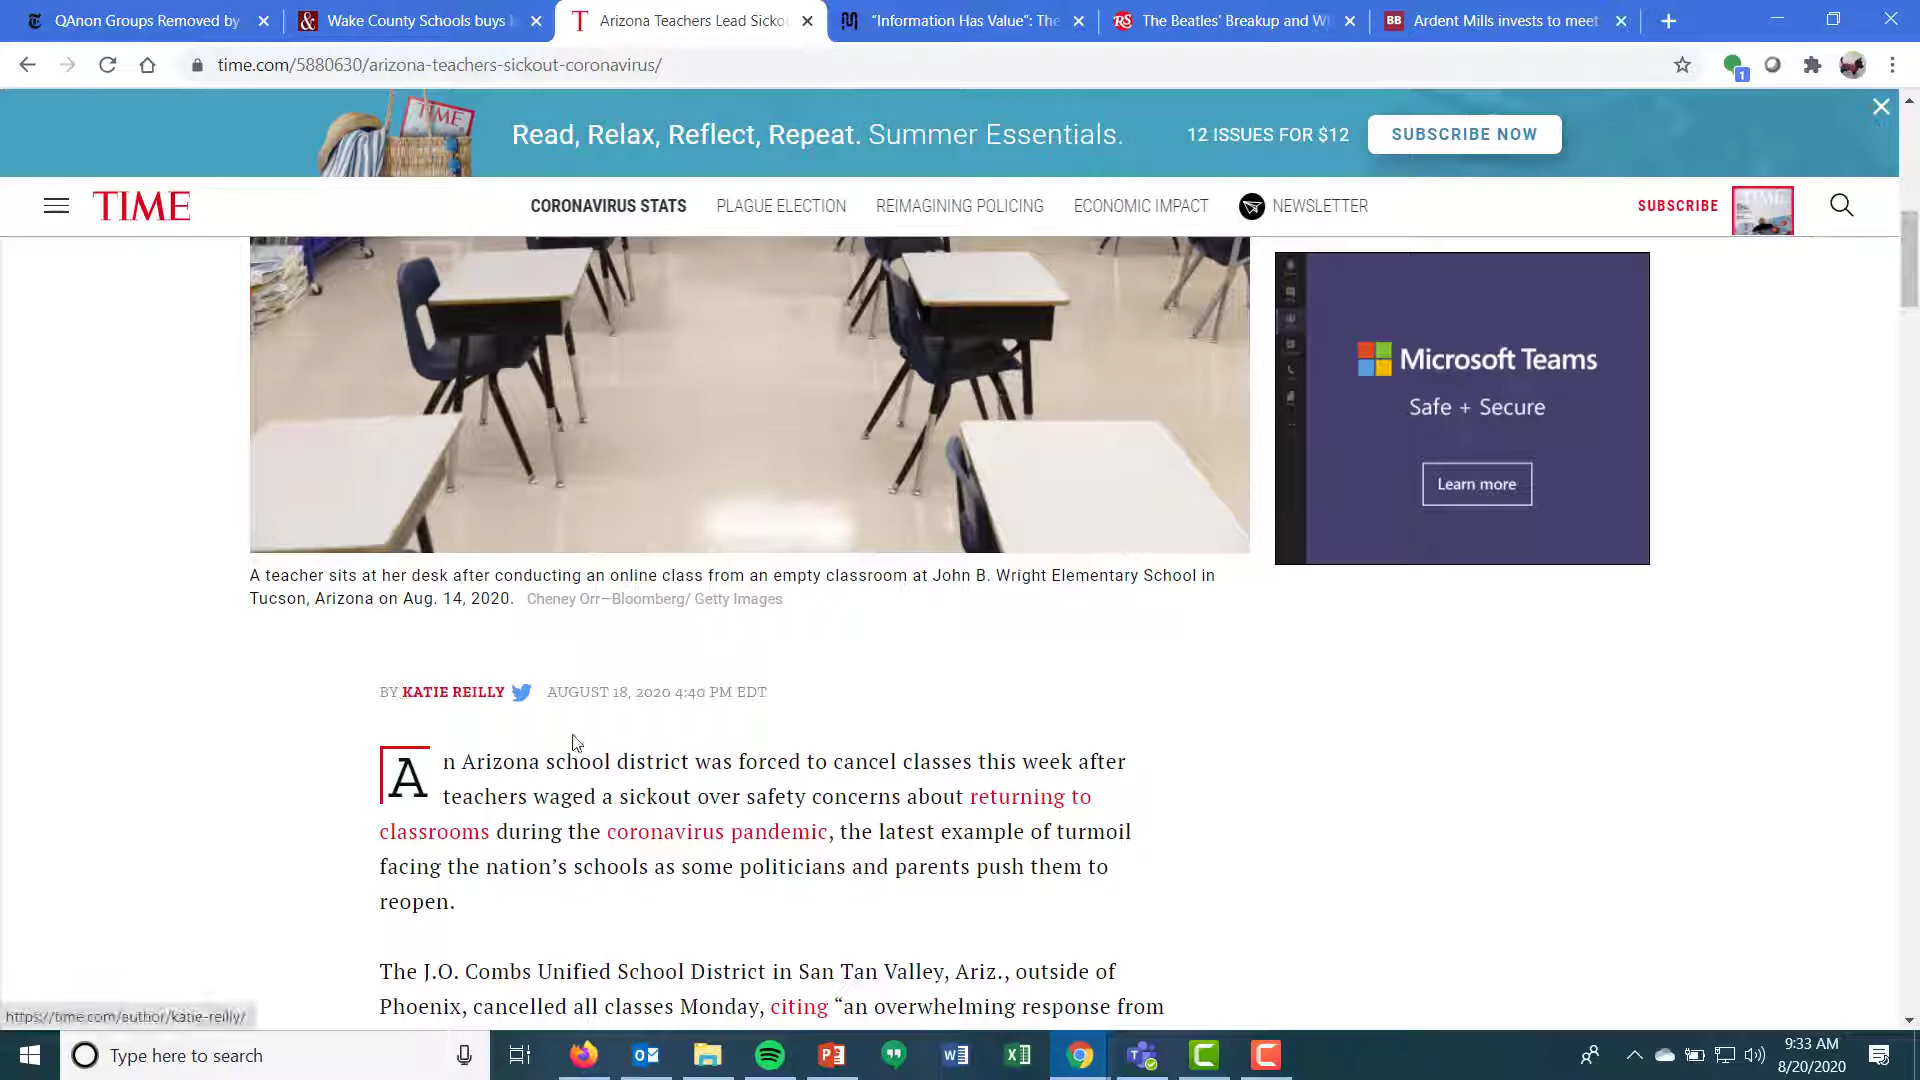 QAnon Groups Removed by
Wake County Schools buys
Arizona Teachers Lead Sicko
"Information Has Value": The
RS
The Beatles' Breakup and W
BB
Ardent Mills invests to meet
time.com/5880630/arizona-teachers-sickout-coronavirus/
1
TIME
Read, Relax, Reflect, Repeat. Summer Essentials.
12 ISSUES FOR $12
SUBSCRIBE NOW
TIME
CORONAVIRUS STATS
PLAGUE ELECTION
REIMAGINING POLICING
ECONOMIC IMPACT
NEWSLETTER
SUBSCRIBE
Microsoft Teams
Safe + Secure
Learn more
A teacher sits at her desk after conducting an online class from an empty classroom at John B. Wright Elementary School in
Tucson, Arizona on Aug. 14, 2020. Cheney Orr—Bloomberg/ Getty Images
BY KATIE REILLY AUGUST 18, 2020 4:40 PM EDT
An Arizona school district was forced to cancel classes this week after
teachers waged a sickout over safety concerns about returning to
classrooms during the coronavirus pandemic, the latest example of turmoil
facing the nation's schools as some politicians and parents push them to
reopen.
The J.O. Combs Unified School District in San Tan Valley, Ariz., outside of
Phoenix, cancelled all classes Monday, citing "an overwhelming response from
https://time.com/author/katie-reilly/
Type here to search
9:33 AM
8/20/2020